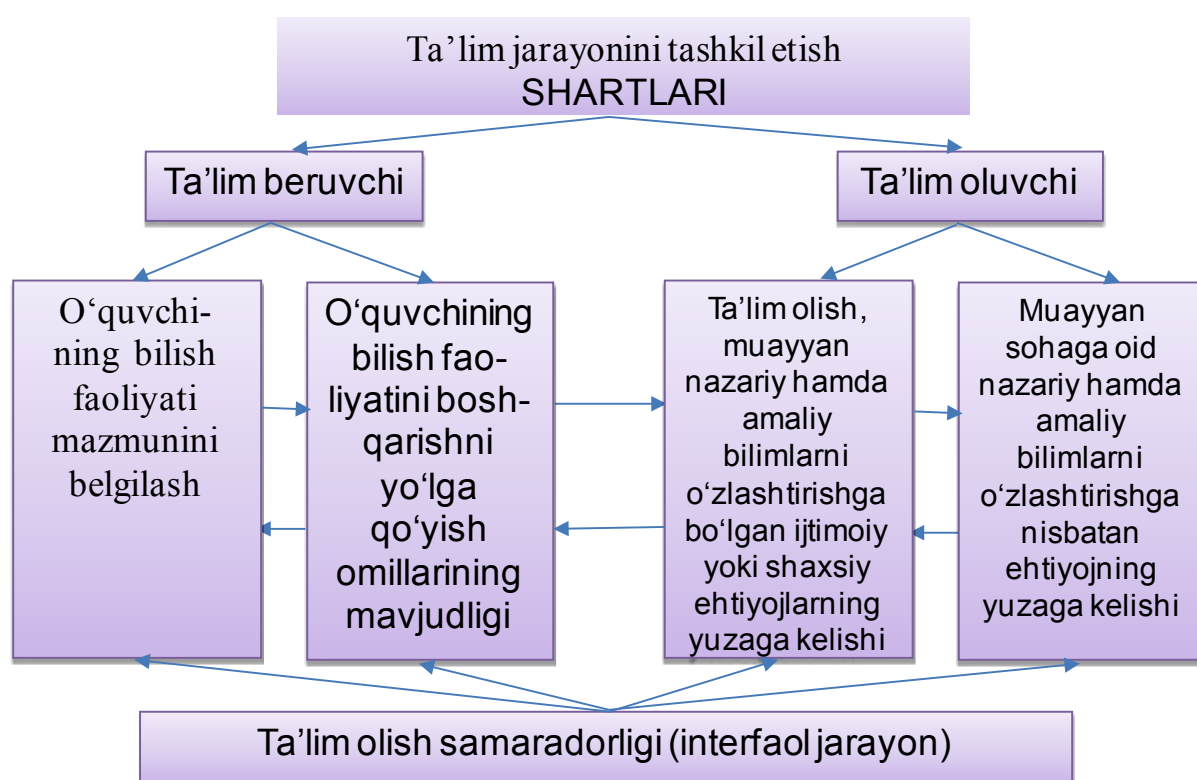 Ta’lim jarayonini tashkil etish
SHARTLARI
Ta’lim beruvchi
Ta’lim oluvchi
O‘quvchi-
ning bilish
faoliyati
mazmunini
belgilash
O‘quvchining
bilish fao-
liyatini bosh-
qarishni
yo‘lga
qo‘yish
omillarining
mavjudligi
Ta’lim olish,
muayyan
nazariy hamda
amaliy
bilimlarni
o‘zlashtirishga
bo‘lgan ijtimoiy
yoki shaxsiy
ehtiyojlarning
yuzaga kelishi
Muayyan
sohaga oid
nazariy hamda
amaliy
bilimlarni
o‘zlashtirishga
nisbatan
ehtiyojning
yuzaga kelishi
Ta’lim olish samaradorligi (interfaol jarayon)